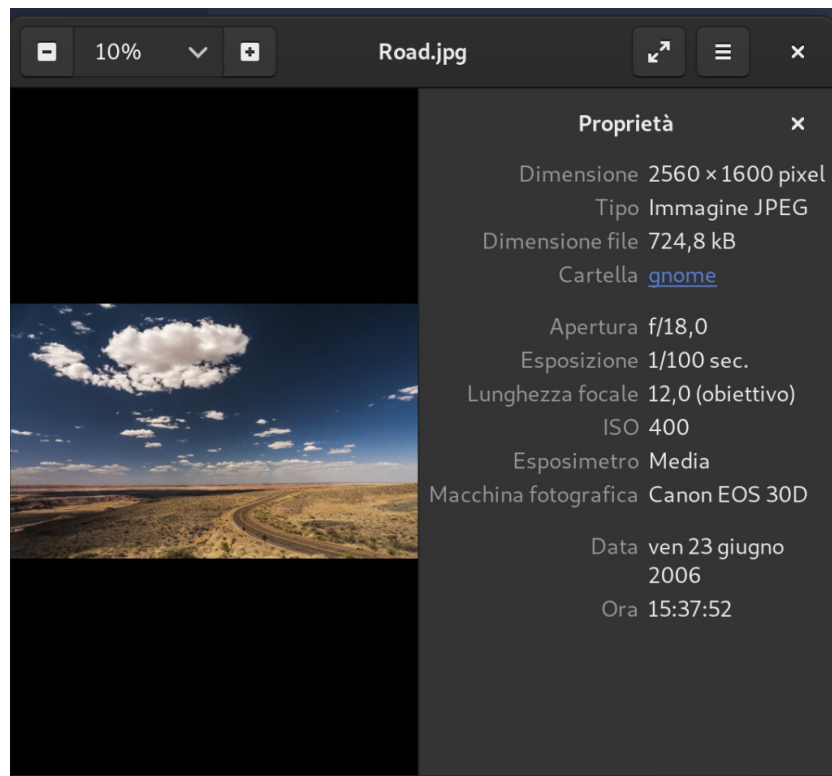 10%
Road.jpg
Proprietà
Dimensione 2560 × 1600 pixel
Tipo Immagine JPEG
Dimensione file 724,8 kB
Cartella gnome
Apertura f/18,0
Esposizione 1/100 sec.
Lunghezza focale 12,0 (obiettivo)
ISO 400
Esposimetro Media
Macchina fotografica Canon EOS 30D
Data ven 23 giugno
2006
Ora 15:37:52